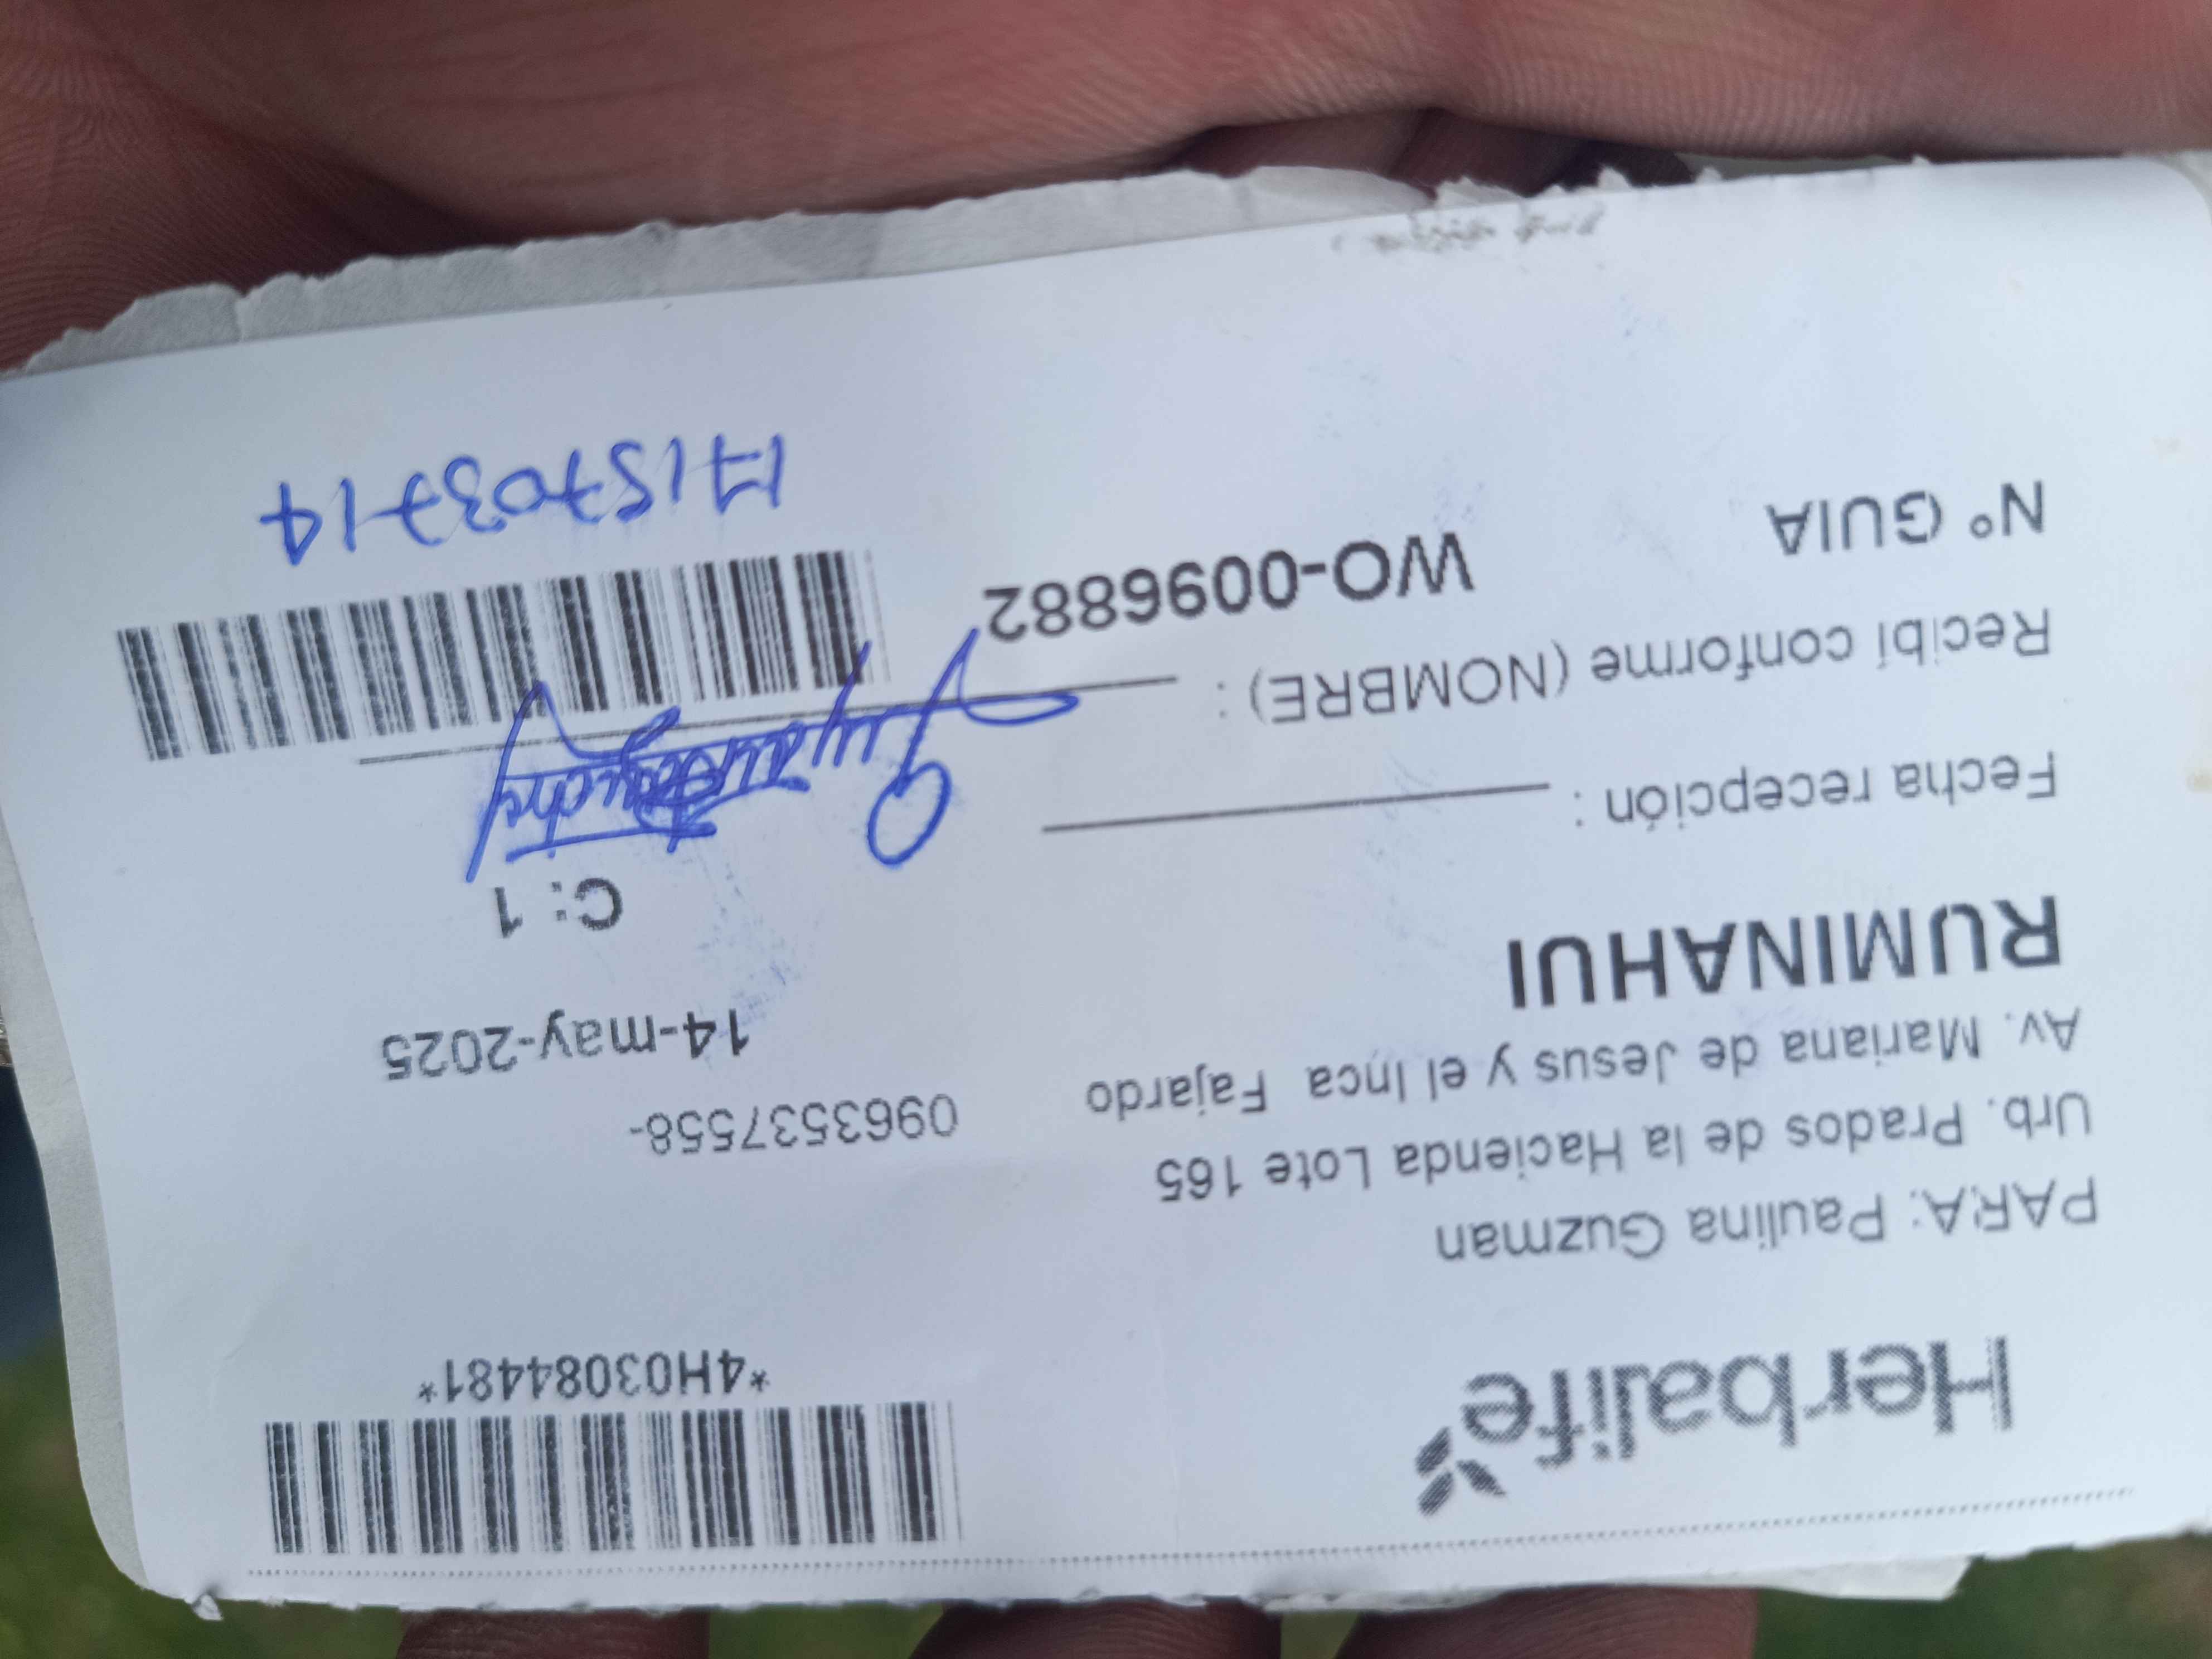 Herbalife
*4H03084481*
PARA: Paulina Guzman
Urb. Prados de la Hacienda Lote 165
0963537558-
Av. Mariana de Jesus y el Inca Fajardo
14-may-2025
RUMINAHUI
C: 1
Fecha recepción :
Recibí conforme (NOMBRE) :
N° GUIA
WO-0096882
1715703714